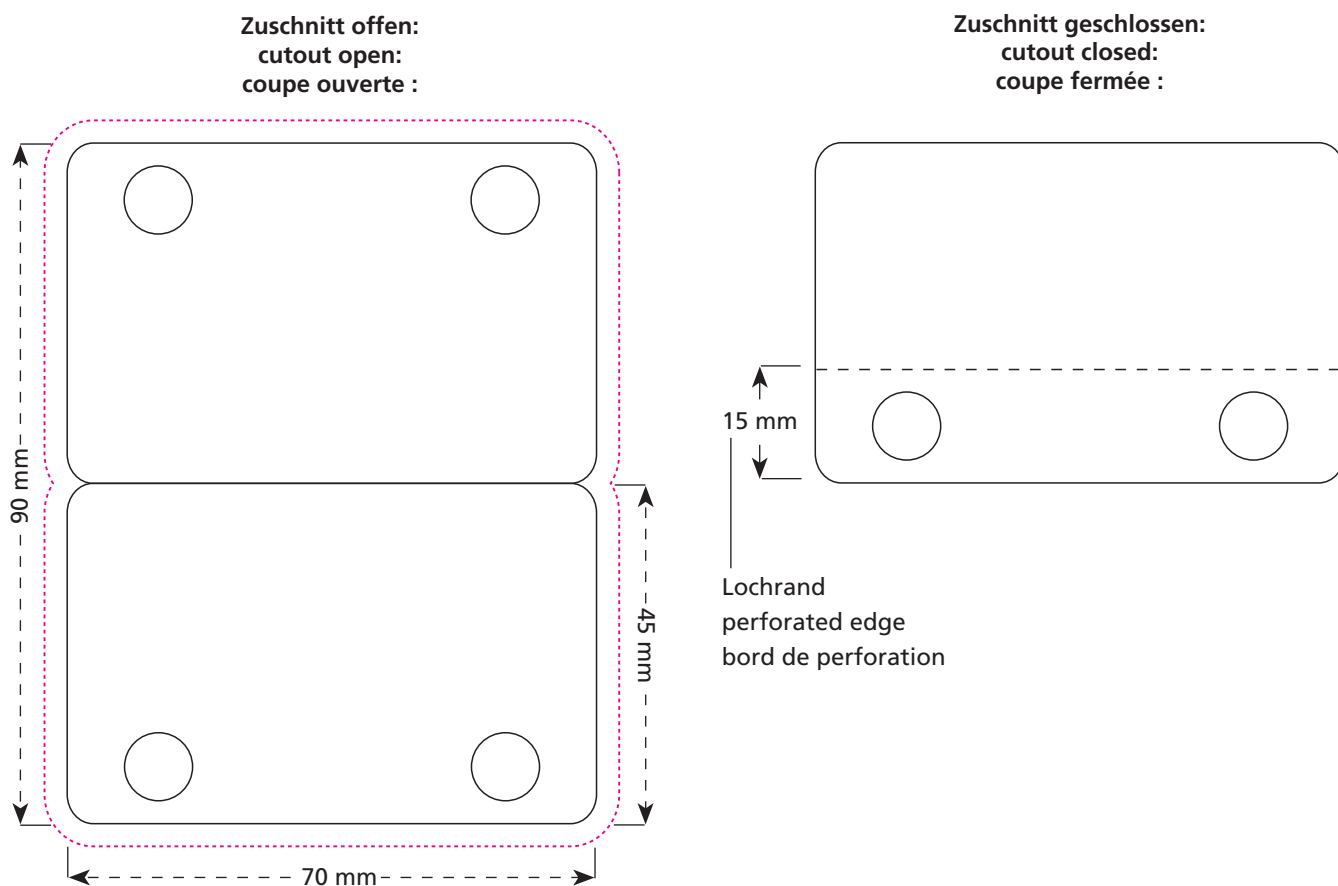 Zuschnitt offen:
cutout open:
coupe ouverte :
Zuschnitt geschlossen:
cutout closed:
coupe fermée :
90 mm
45 mm
70 mm
15 mm
Lochrand
perforated edge
bord de perforation